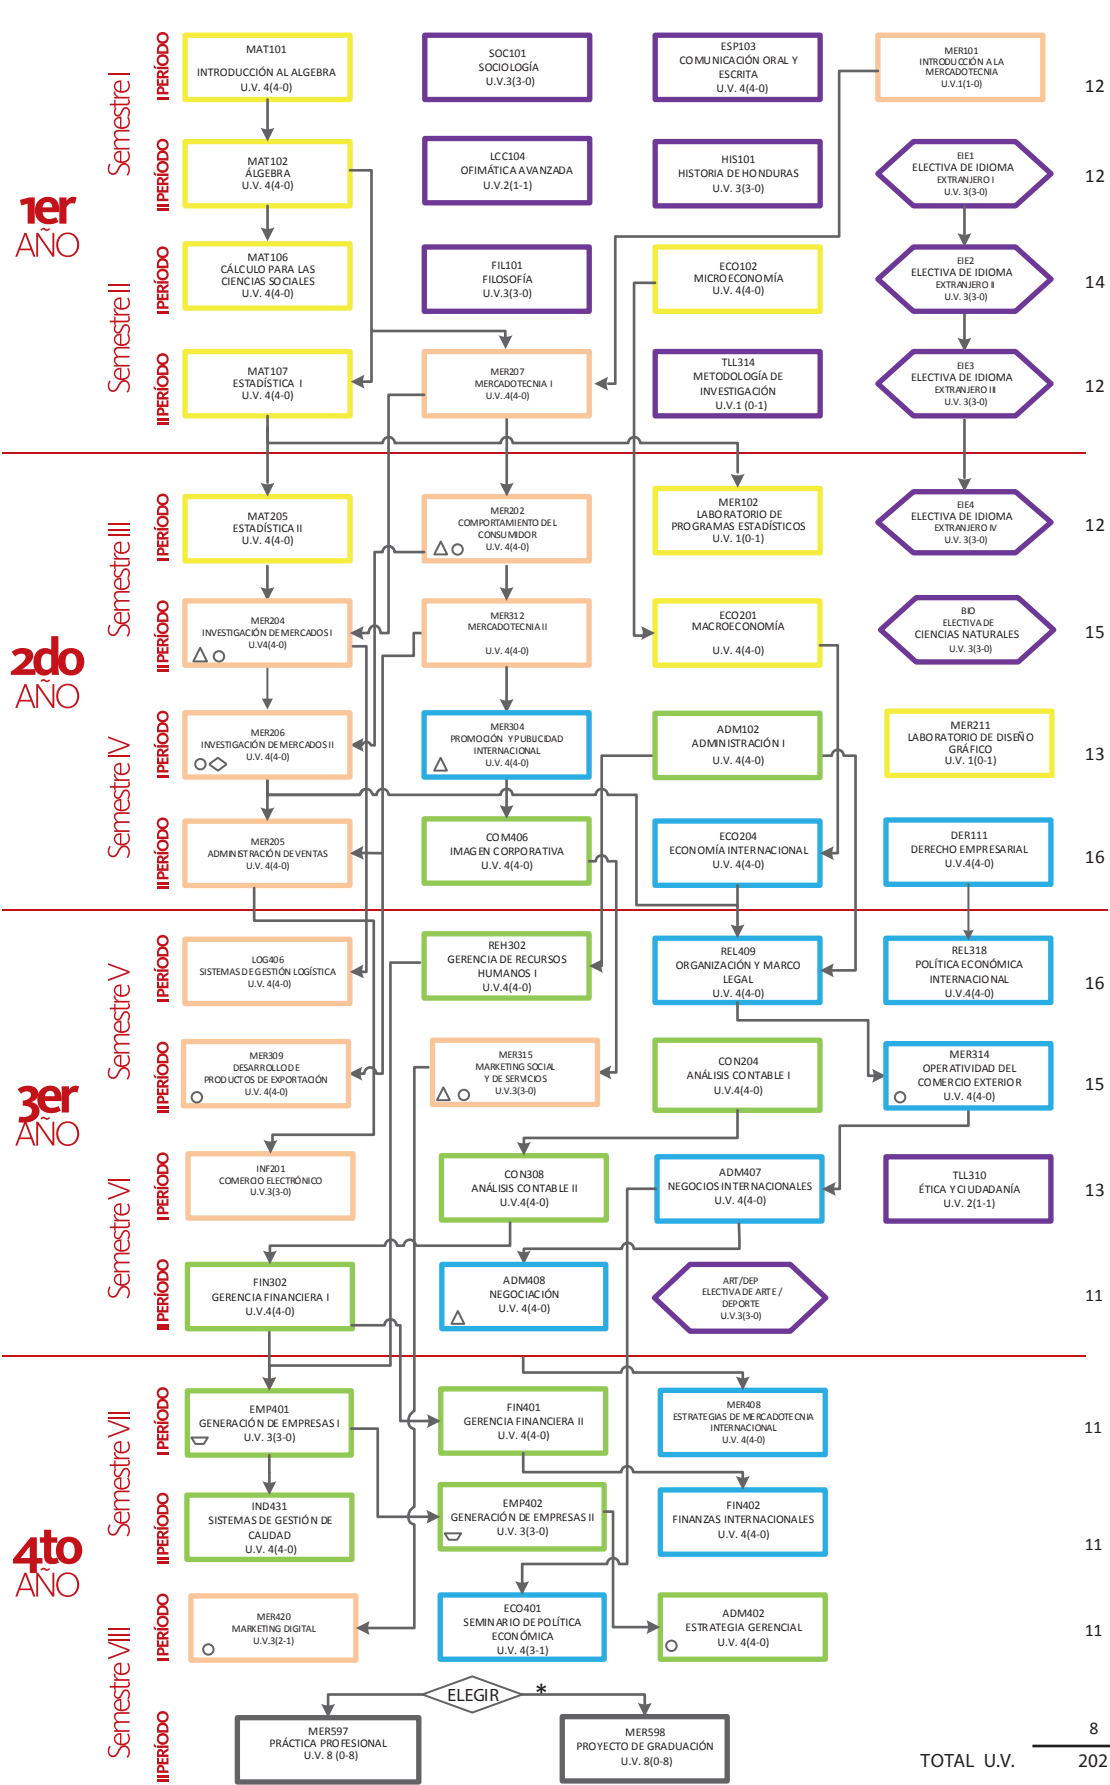 1er
AÑO
Semestre I
I PERÍODO
MAT101
INTRODUCCIÓN AL ALGEBRA
U.V. 4(4-0)
SOC101
SOCIOLOGÍA
U.V.3(3-0)
ESP103
COMUNICACIÓN ORAL Y
ESCRITA
U.V. 4(4-0)
MER101
INTRODUCCIÓN A LA
MERCADOTECNIA
U.V.1(1-0)
12
II PERÍODO
MAT102
ÁLGEBRA
U.V. 4(4-0)
LCC104
OFIMÁTICA AVANZADA
U.V.2(1-1)
HIS101
HISTORIA DE HONDURAS
U.V. 3(3-0)
EIE1
ELECTIVA DE IDIOMA
EXTRANJERO I
U.V. 3(3-0)
12
Semestre II
I PERÍODO
MAT106
CÁLCULO PARA LAS
CIENCIAS SOCIALES
U.V. 4(4-0)
FIL101
FILOSOFÍA
U.V.3(3-0)
ECO102
MICROECONOMÍA
U.V. 4(4-0)
EIE2
ELECTIVA DE IDIOMA
EXTRANJERO II
U.V. 3(3-0)
14
II PERÍODO
MAT107
ESTADÍSTICA I
U.V. 4(4-0)
MER207
MERCADOTECNIA I
U.V..4(4-0)
TLL314
METODOLOGÍA DE
INVESTIGACIÓN
U.V.1 (0-1)
EIE3
ELECTIVA DE IDIOMA
EXTRANJERO III
U.V. 3(3-0)
12
2do
AÑO
Semestre III
I PERÍODO
MAT205
ESTADÍSTICA II
U.V. 4(4-0)
MER202
COMPORTAMIENTO DEL
CONSUMIDOR
U.V. 4(4-0)
MER102
LABORATORIO DE
PROGRAMAS ESTADÍSTICOS
U.V. 1(0-1)
EIE4
ELECTIVA DE IDIOMA
EXTRANJERO IV
U.V. 3(3-0)
12
II PERÍODO
MER204
INVESTIGACIÓN DE MERCADOS I
U.V4(4-0)
MER312
MERCADOTECNIA II
U.V. 4(4-0)
ECO201
MACROECONOMÍA
U.V. 4(4-0)
BIO
ELECTIVA DE
CIENCIAS NATURALES
U.V. 3(3-0)
15
Semestre IV
I PERÍODO
MER206
INVESTIGACIÓN DE MERCADOS II
U.V. 4(4-0)
MER304
PROMOCIÓN Y PUBLICIDAD
INTERNACIONAL
U.V. 4(4-0)
ADM102
ADMINISTRACIÓN I
U.V. 4(4-0)
MER211
LABORATORIO DE DISEÑO
GRÁFICO
U.V. 1(0-1)
13
II PERÍODO
MER205
ADMINISTRACIÓN DE VENTAS
U.V. 4(4-0)
COM406
IMAGEN CORPORATIVA
U.V. 4(4-0)
ECO204
ECONOMÍA INTERNACIONAL
U.V. 4(4-0)
DER111
DERECHO EMPRESARIAL
U.V.4(4-0)
16
3er
AÑO
Semestre V
I PERÍODO
LOG406
SISTEMAS DE GESTIÓN LOGÍSTICA
U.V. 4(4-0)
REH302
GERENCIA DE RECURSOS
HUMANOS I
U.V.4(4-0)
REL409
ORGANIZACIÓN Y MARCO
LEGAL
U.V. 4(4-0)
REL318
POLÍTICA ECONÓMICA
INTERNACIONAL
U.V.4(4-0)
16
II PERÍODO
MER309
DESARROLLO DE
PRODUCTOS DE EXPORTACIÓN
U.V. 4(4-0)
MER315
MARKETING SOCIAL
Y DE SERVICIOS
U.V.3(3-0)
CON204
ANÁLISIS CONTABLE I
U.V.4(4-0)
MER314
OPERATIVIDAD DEL
COMERCIO EXTERIOR
U.V. 4(4-0)
15
Semestre VI
I PERÍODO
INF201
COMERCIO ELECTRÓNICO
U.V.3(3-0)
CON308
ANÁLISIS CONTABLE II
U.V.4(4-0)
ADM407
NEGOCIOS INTERNACIONALES
U.V. 4(4-0)
TLL310
ÉTICA Y CIUDADANÍA
U.V. 2(1-1)
13
II PERÍODO
FIN302
GERENCIA FINANCIERA I
U.V.4(4-0)
ADM408
NEGOCIACIÓN
U.V. 4(4-0)
ART/DEP
ELECTIVA DE ARTE /
DEPORTE
U.V.3(3-0)
11
4to
AÑO
Semestre VII
I PERÍODO
EMP401
GENERACIÓN DE EMPRESAS I
U.V. 3(3-0)
FIN401
GERENCIA FINANCIERA II
U.V. 4(4-0)
MER408
ESTRATEGIAS DE MERCADOTECNIA
INTERNACIONAL
U.V. 4(4-0)
11
II PERÍODO
IND431
SISTEMAS DE GESTIÓN DE
CALIDAD
U.V. 4(4-0)
EMP402
GENERACIÓN DE EMPRESAS II
U.V. 3(3-0)
FIN402
FINANZAS INTERNACIONALES
U.V. 4(4-0)
11
Semestre VIII
I PERÍODO
MER420
MARKETING DIGITAL
U.V.3(2-1)
ECO401
SEMINARIO DE POLÍTICA
ECONÓMICA
U.V. 4(3-1)
ADM402
ESTRATEGIA GERENCIAL
U.V. 4(4-0)
11
II PERÍODO
ELEGIR *
MER597
PRÁCTICA PROFESIONAL
U.V. 8 (0-8)
MER598
PROYECTO DE GRADUACIÓN
U.V. 8(0-8)
8
TOTAL U.V. 202